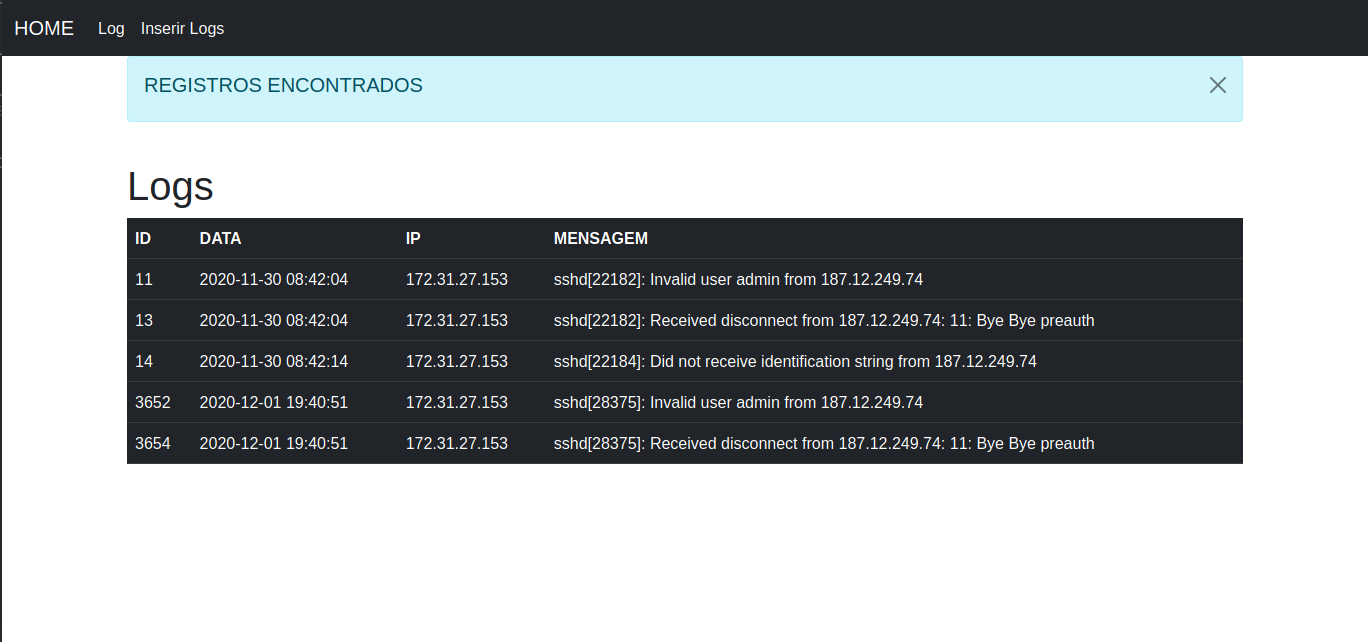 HOME Log Inserir Logs
REGISTROS ENCONTRADOS
Logs
ID DATA IP MENSAGEM
11 2020-11-30 08:42:04 172.31.27.153 sshd[22182]: Invalid user admin from 187.12.249.74
13 2020-11-30 08:42:04 172.31.27.153 sshd[22182]: Received disconnect from 187.12.249.74: 11: Bye Bye preauth
14 2020-11-30 08:42:14 172.31.27.153 sshd[22184]: Did not receive identification string from 187.12.249.74
3652 2020-12-01 19:40:51 172.31.27.153 sshd[28375]: Invalid user admin from 187.12.249.74
3654 2020-12-01 19:40:51 172.31.27.153 sshd[28375]: Received disconnect from 187.12.249.74: 11: Bye Bye preauth